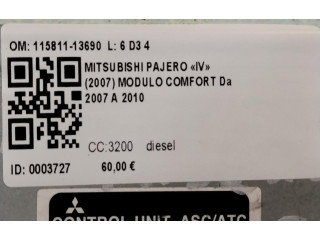 OM: 115811-13690 L: 6 D3 4
MITSUBISHI PAJERO «IV»
(2007) MODULO COMFORT Da
2007 A 2010
CC:3200 diesel
ID: 0003727 60,00 €
CONTROL UNIT ASC/ATC